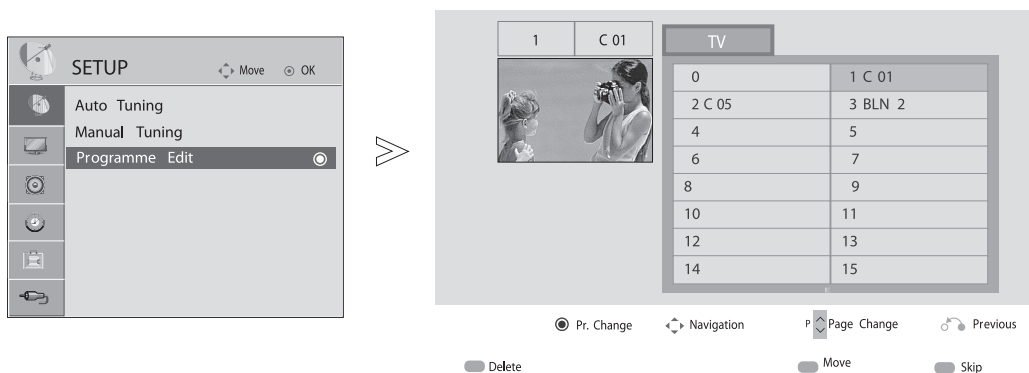 SETUP
Move OK
Auto Tuning
Manual Tuning
Programme Edit
1 C 01
TV
0 1 C 01
2 C 05 3 BLN 2
4 5
6 7
8 9
10 11
12 13
14 15
Pr. Change Navigation P Page Change Previous
Delete Move Skip